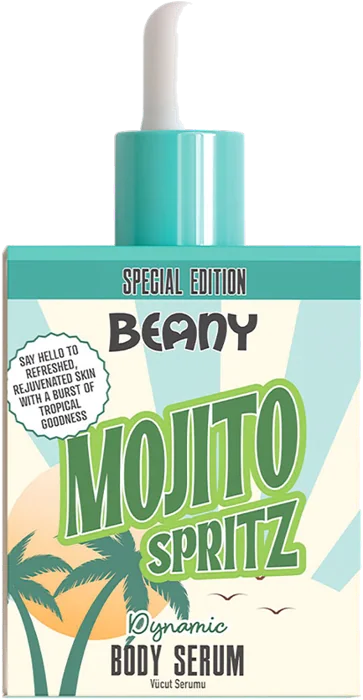 SPECIAL EDITION
BEANY
SAY HELLO TO
REFRESHED,
REJUVENATED SKIN
WITH A BURST OF
TROPICAL
GOODNESS
MOJITO
SPRITZ
Dynamic
BODY SERUM
Vücut Serumu